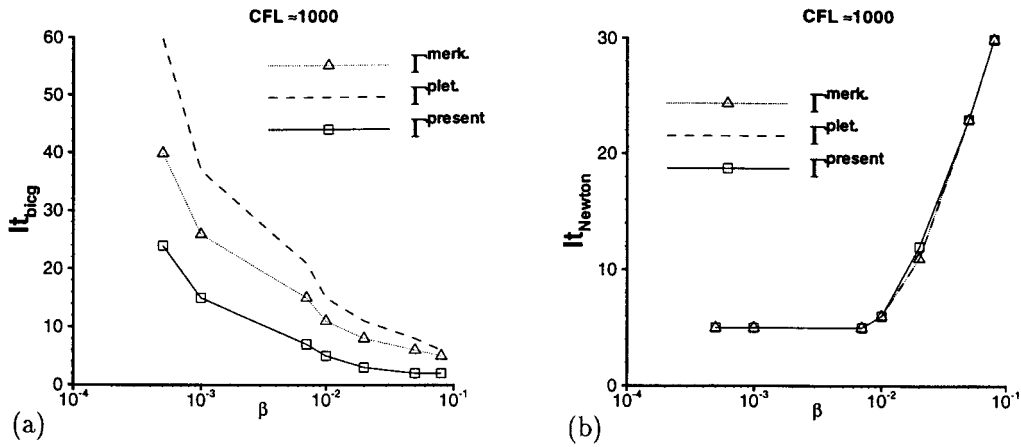 CFL ≈1000
60
50
40
30
20
10
0
It_bicg
Γ^merk.
Γ^plet.
Γ^present
10^-4
10^-3
10^-2
10^-1
β
(a)
CFL ≈1000
30
20
10
0
It_Newton
Γ^merk.
Γ^plet.
Γ^present
10^-4
10^-3
10^-2
10^-1
β
(b)